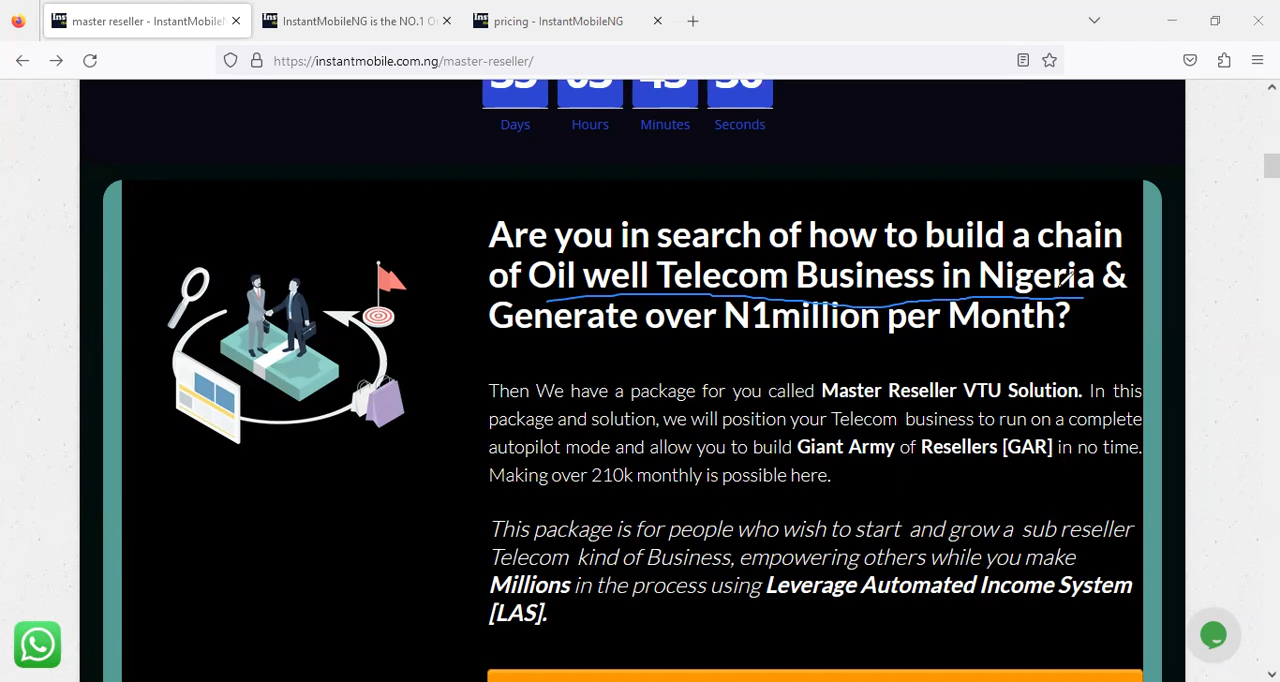 master reseller - InstantMobileN
InstantMobileNG is the NO.1 O
pricing - InstantMobileNG
https://instantmobile.com.ng/master-reseller/
Days Hours Minutes Seconds
Are you in search of how to build a chain
of Oil well Telecom Business in Nigeria &
Generate over N1million per Month?
Then We have a package for you called Master Reseller VTU Solution. In this
package and solution, we will position your Telecom business to run on a complete
autopilot mode and allow you to build Giant Army of Resellers [GAR] in no time.
Making over 210k monthly is possible here.
This package is for people who wish to start and grow a sub reseller
Telecom kind of Business, empowering others while you make
Millions in the process using Leverage Automated Income System
[LAS].